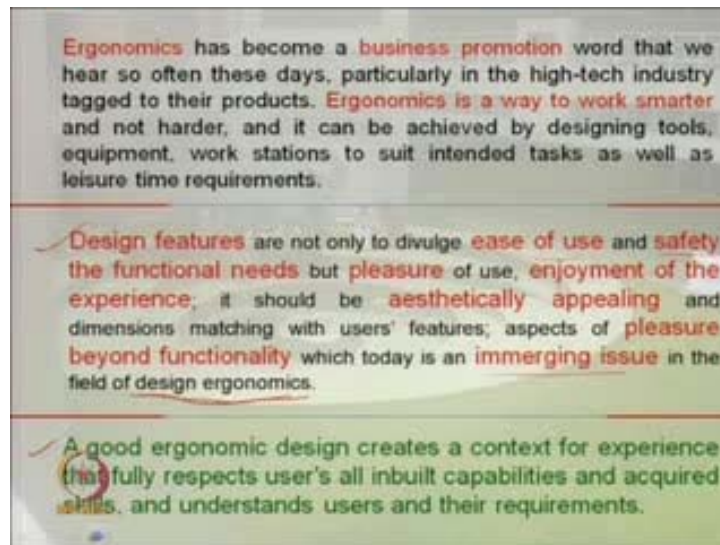 Ergonomics has become a business promotion word that we
hear so often these days, particularly in the high-tech industry
tagged to their products. Ergonomics is a way to work smarter
and not harder, and it can be achieved by designing tools,
equipment, work stations to suit intended tasks as well as
leisure time requirements.
Design features are not only to divulge ease of use and safety
the functional needs but pleasure of use, enjoyment of the
experience; it should be aesthetically appealing and
dimensions matching with users' features; aspects of pleasure
beyond functionality which today is an immerging issue in the
field of design ergonomics.
A good ergonomic design creates a context for experience
that fully respects user's all inbuilt capabilities and acquired
skills, and understands users and their requirements.